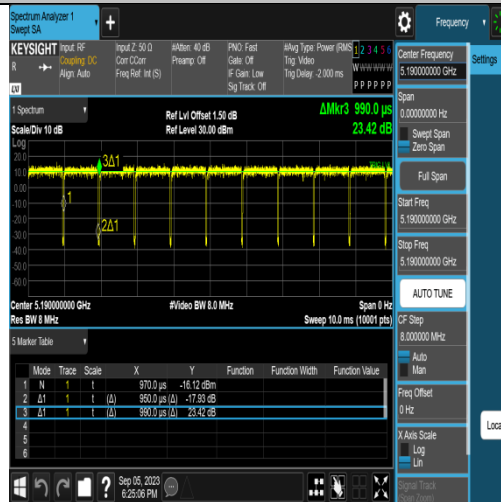 Spectrum Analyzer 1
Swept SA
Frequency
KEYSIGHT
R
Input: RF
Coupling: DC
Align: Auto
Input Z: 50 Ω
Corr CCorr
Freq Ref: Int (S)
#Atten: 40 dB
Preamp: Off
PNO: Fast
Gate: Off
IF Gain: Low
Sig Track: Off
#Avg Type: Power (RMS
Trig: Video
Trig Delay: -2.000 ms
1 2 3 4 5 6
P P P P P P
Center Frequency
5.190000000 GHz
Settings
Span
0.00000000 Hz
Swept Span
Zero Span
Full Span
Start Freq
5.190000000 GHz
Stop Freq
5.190000000 GHz
AUTO TUNE
CF Step
8.000000 MHz
Auto
Man
Freq Offset
0 Hz
X Axis Scale
Log
Lin
Signal Track
(Span Zoom)
Loca
1 Spectrum
Scale/Div 10 dB
Ref Lvl Offset 1.50 dB
Ref Level 30.00 dBm
ΔMkr3 990.0 µs
23.42 dB
Log
20.0
10.0
0.00
-10.0
-20.0
-30.0
-40.0
-50.0
-60.0
3Δ1
1
2Δ1
Center 5.190000000 GHz
Res BW 8 MHz
#Video BW 8.0 MHz
Span 0 Hz
Sweep 10.0 ms (10001 pts)
5 Marker Table
Mode Trace Scale X Y Function Function Width Function Value
1 N 1 t 970.0 µs -16.12 dBm
2 Δ1 1 t (Δ) 950.0 µs (Δ) -17.93 dB
3 Δ1 1 t (Δ) 990.0 µs (Δ) 23.42 dB
4
5
6
Sep 05, 2023
6:25:06 PM